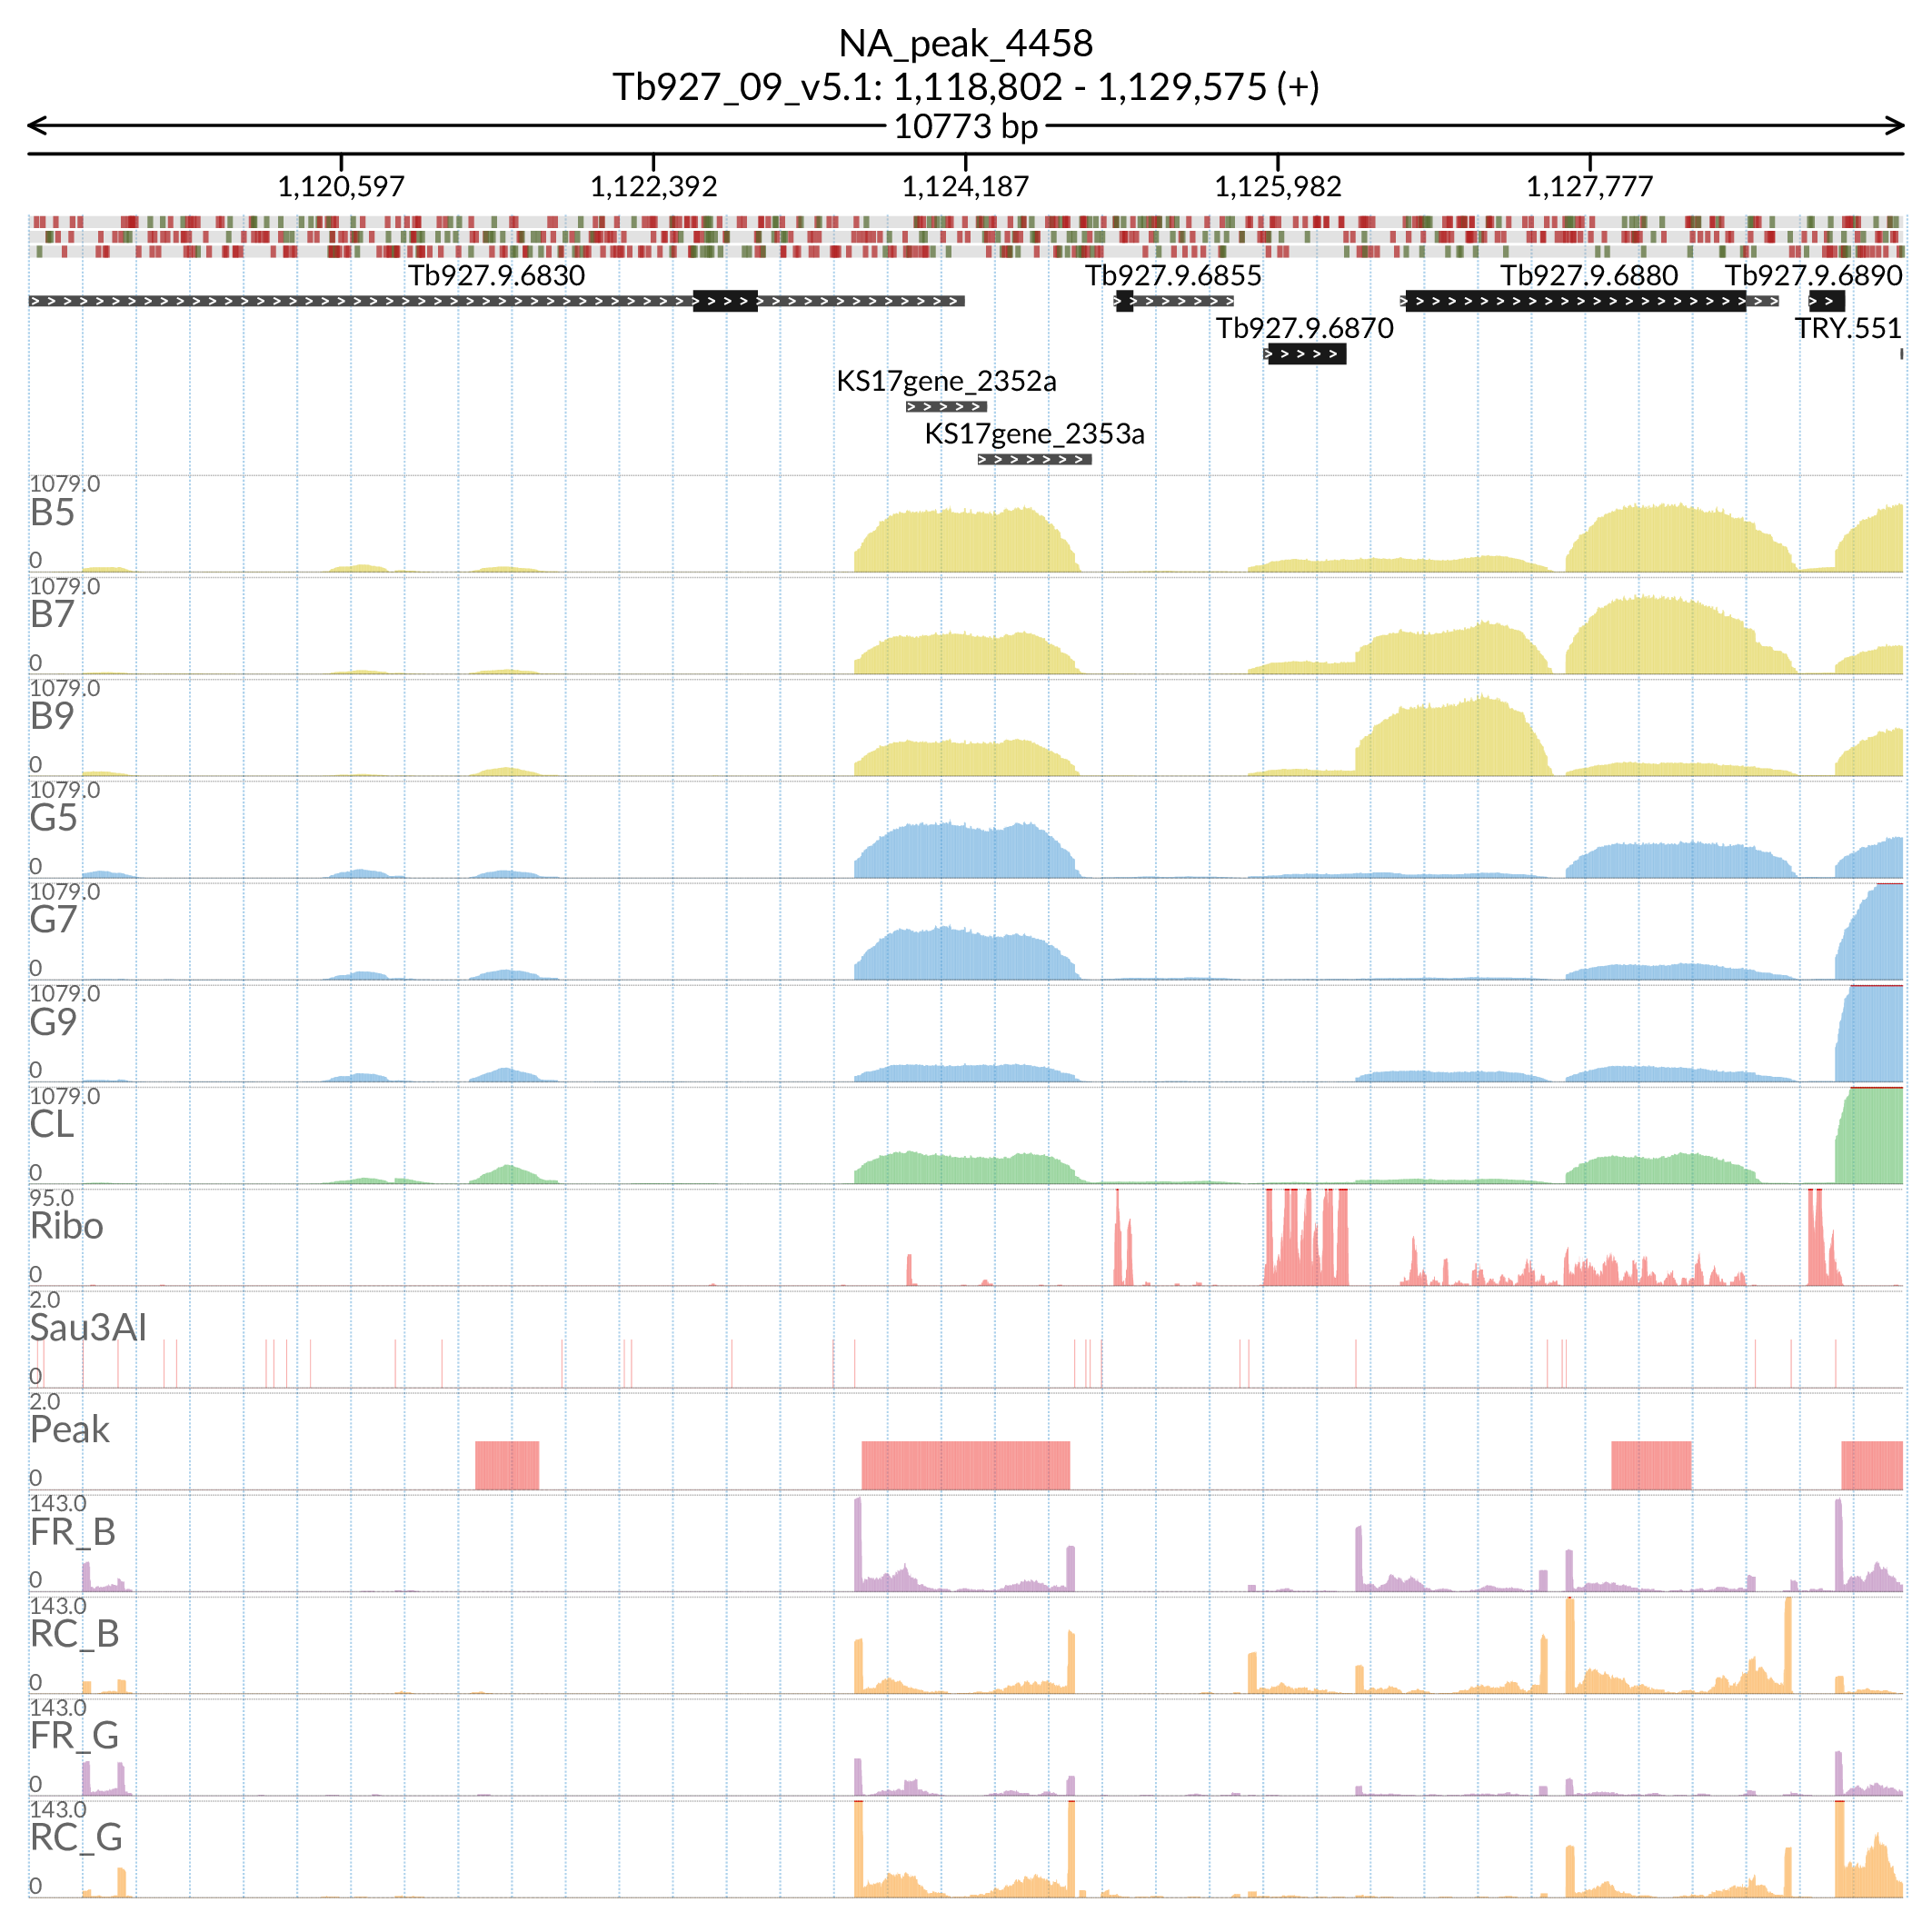 NA_peak_4458
Tb927_09_v5.1: 1,118,802 - 1,129,575 (+)
10773 bp
1,120,597 1,122,392 1,124,187 1,125,982 1,127,777
Tb927.9.6830 Tb927.9.6855 Tb927.9.6880 Tb927.9.6890
Tb927.9.6870 TRY.551
KS17gene_2352a
KS17gene_2353a
1079.0
B5
0
1079.0
B7
0
1079.0
B9
0
1079.0
G5
0
1079.0
G7
0
1079.0
G9
0
1079.0
CL
0
95.0
Ribo
0
2.0
Sau3AI
0
2.0
Peak
0
143.0
FR_B
0
143.0
RC_B
0
143.0
FR_G
0
143.0
RC_G
0